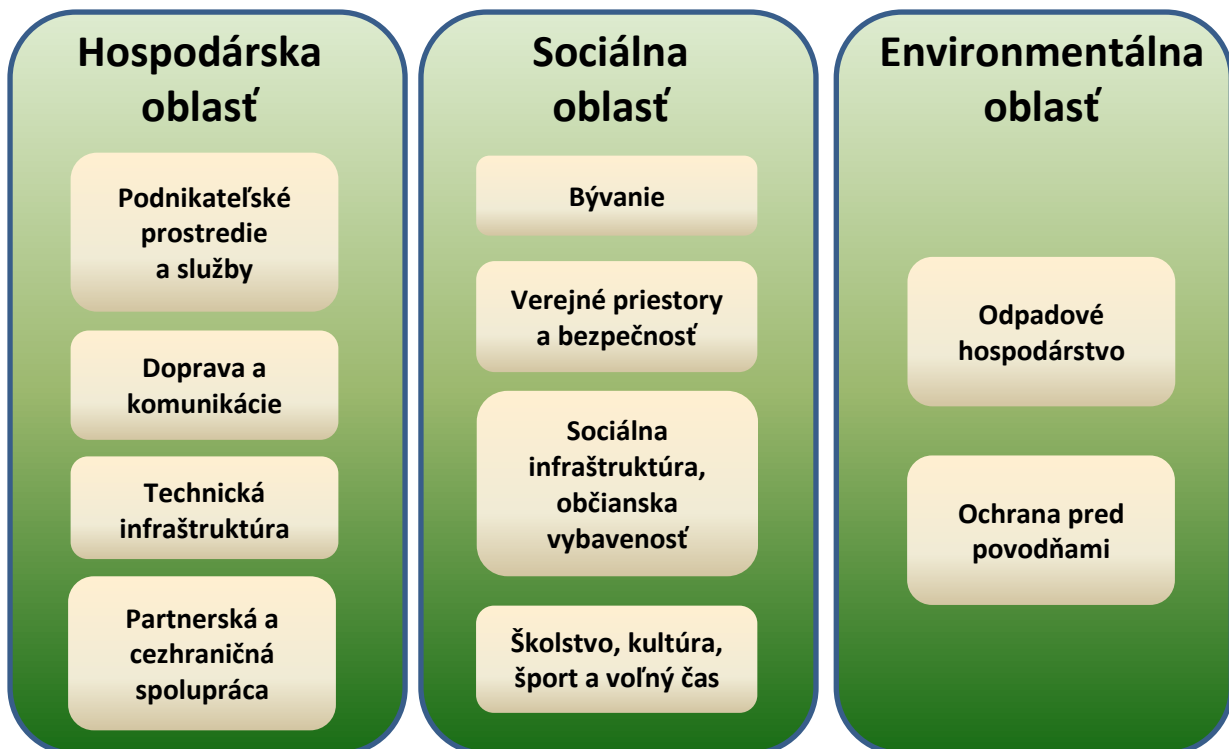 Hospodárska
oblasť
Podnikateľské
prostredie
a služby
Doprava a
komunikácie
Technická
infraštruktúra
Partnerská a
cezhraničná
spolupráca
Sociálna
oblasť
Bývanie
Verejné priestory
a bezpečnosť
Sociálna
infraštruktúra,
občianska
vybavenosť
Školstvo, kultúra,
šport a voľný čas
Environmentálna
oblasť
Odpadové
hospodárstvo
Ochrana pred
povodňami